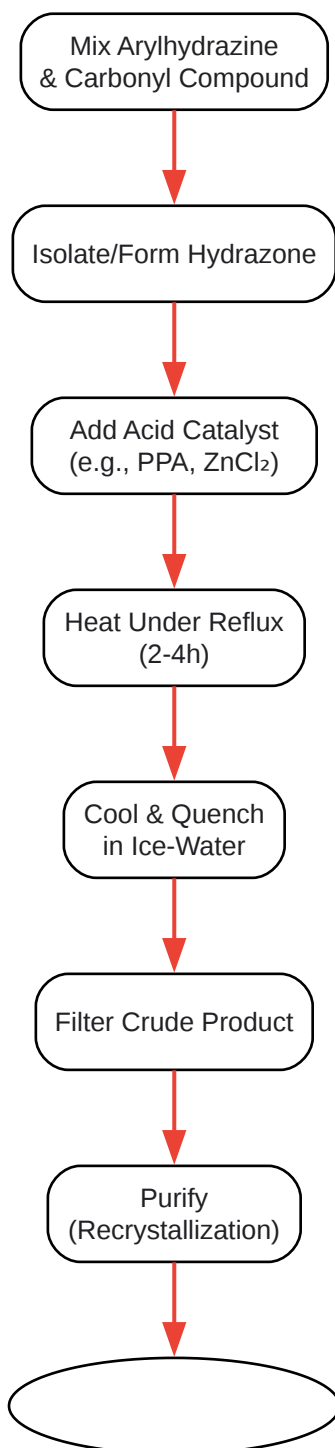 Mix Arylhydrazine
& Carbonyl Compound
Isolate/Form Hydrazone
Add Acid Catalyst
(e.g., PPA, ZnCl₂)
Heat Under Reflux
(2-4h)
Cool & Quench
in Ice-Water
Filter Crude Product
Purify
(Recrystallization)